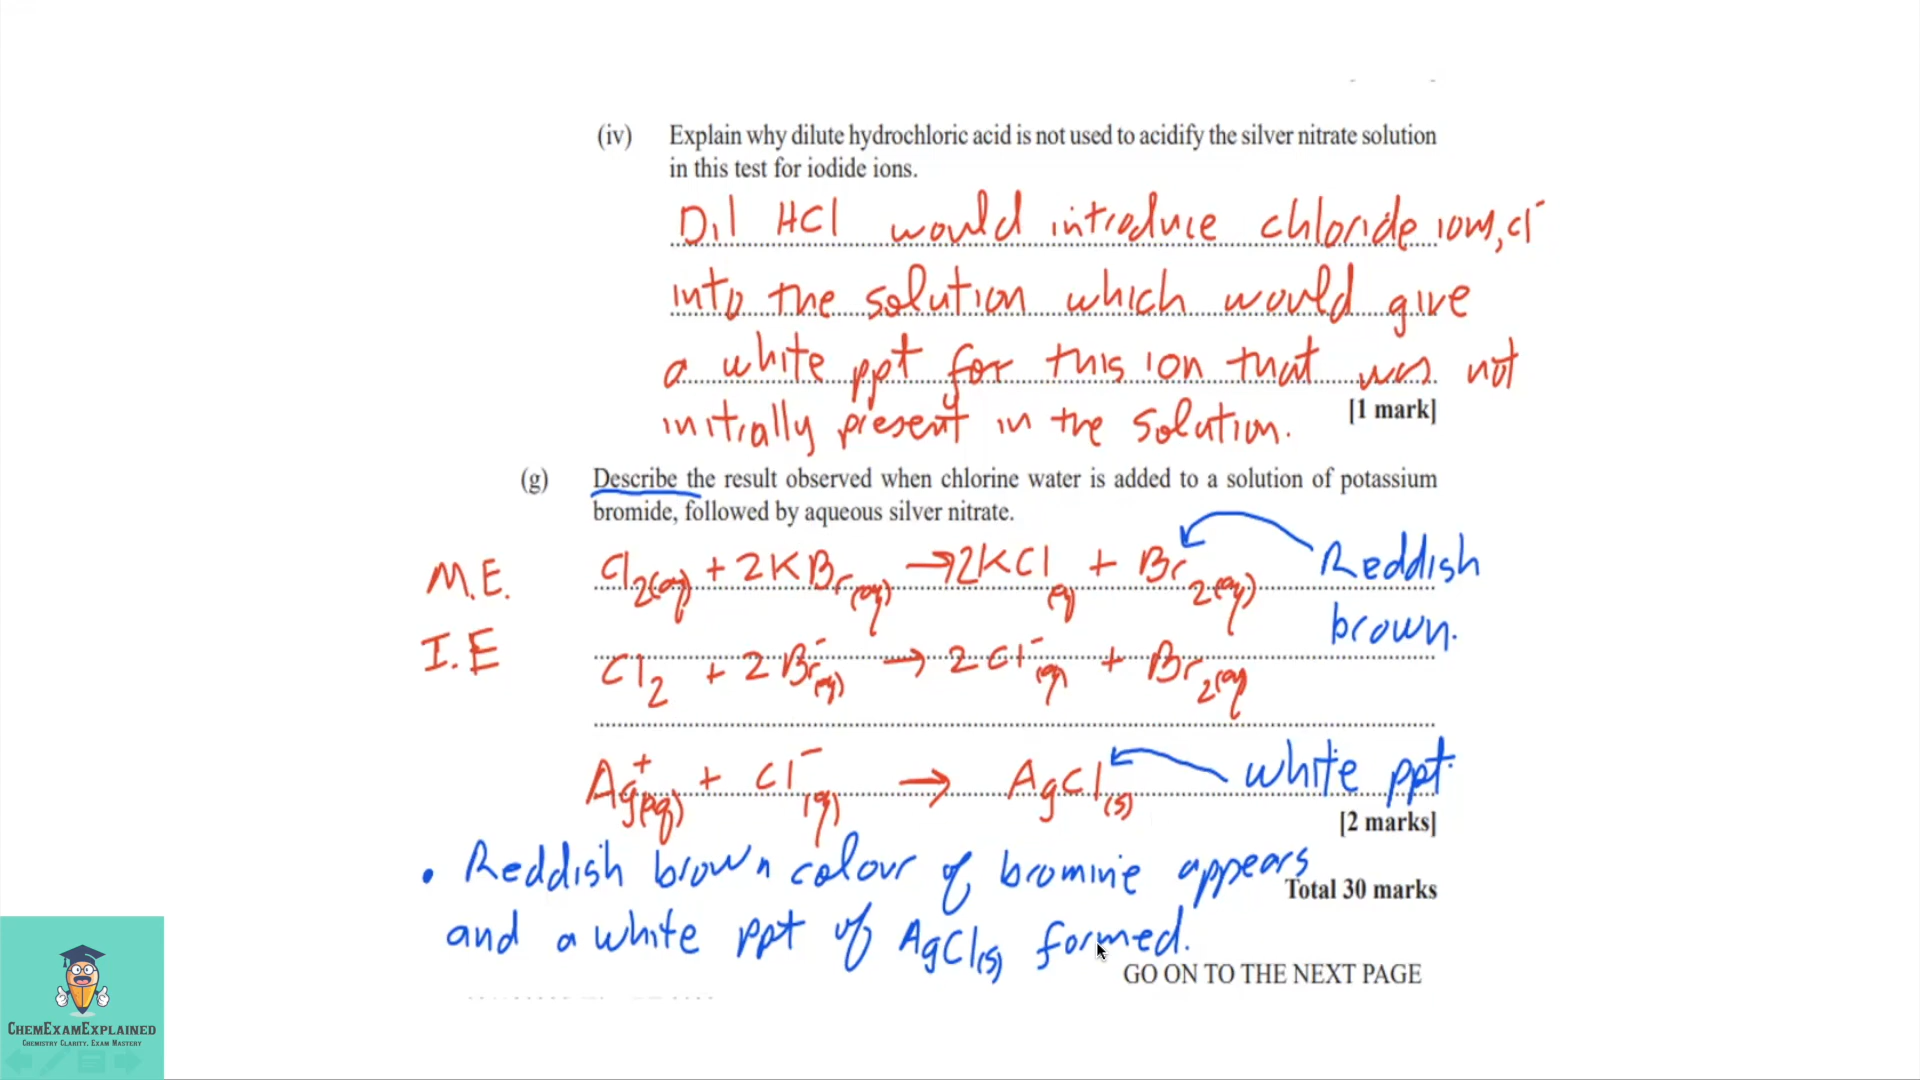 (iv) Explain why dilute hydrochloric acid is not used to acidify the silver nitrate solution
in this test for iodide ions.
Dil HCl would introduce chloride ions, Cl⁻
into the solution which would give
a white ppt for this ion that was not
initially present in the solution.
[1 mark]
(g) Describe the result observed when chlorine water is added to a solution of potassium
bromide, followed by aqueous silver nitrate.
M.E. Cl₂(aq) + 2KBr(aq) → 2KCl(aq) + Br₂(aq) Reddish
brown.
I.E Cl₂ + 2Br⁻(aq) → 2Cl⁻(aq) + Br₂(aq)
Ag⁺(aq) + Cl⁻(aq) → AgCl(s) white ppt.
[2 marks]
• Reddish brown colour of bromine appears
Total 30 marks
and a white ppt of AgCl(s) formed.
GO ON TO THE NEXT PAGE
CHEMEXAMEXPLAINED
CHEMISTRY CLARITY. EXAM MASTERY